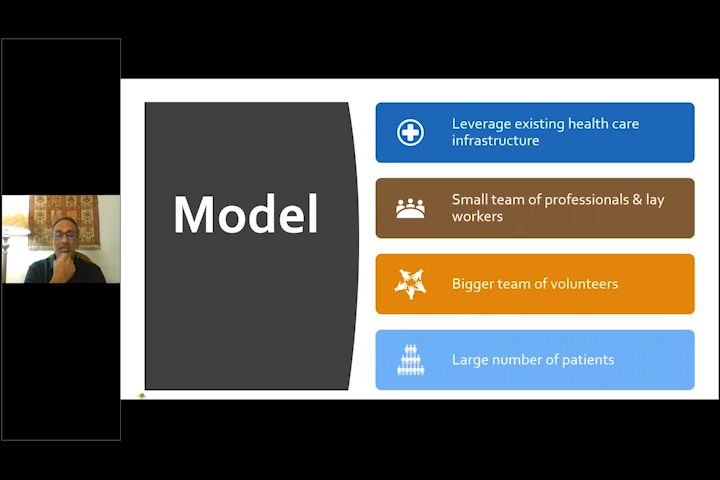 Model
Leverage existing health care
infrastructure
Small team of professionals & lay
workers
Bigger team of volunteers
Large number of patients